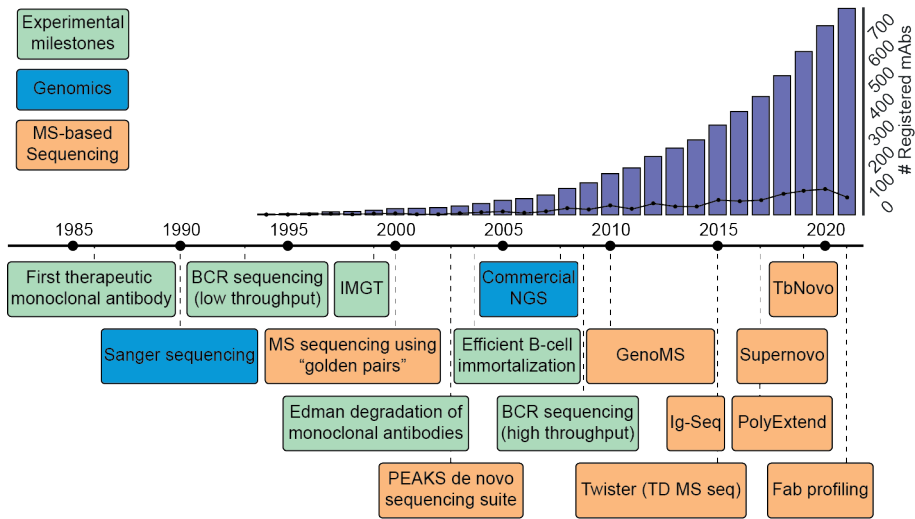 Experimental
milestones
Genomics
MS-based
Sequencing
700
600
500
400
300
200
100
0
# Registered mAbs
1985
1990
1995
2000
2005
2010
2015
2020
First therapeutic
monoclonal antibody
BCR sequencing
(low throughput)
IMGT
Commercial
NGS
TbNovo
Sanger sequencing
MS sequencing using
“golden pairs”
Efficient B-cell
immortalization
GenoMS
Supernovo
Edman degradation of
monoclonal antibodies
BCR sequencing
(high throughput)
Ig-Seq
PolyExtend
PEAKS de novo
sequencing suite
Twister (TD MS seq)
Fab profiling